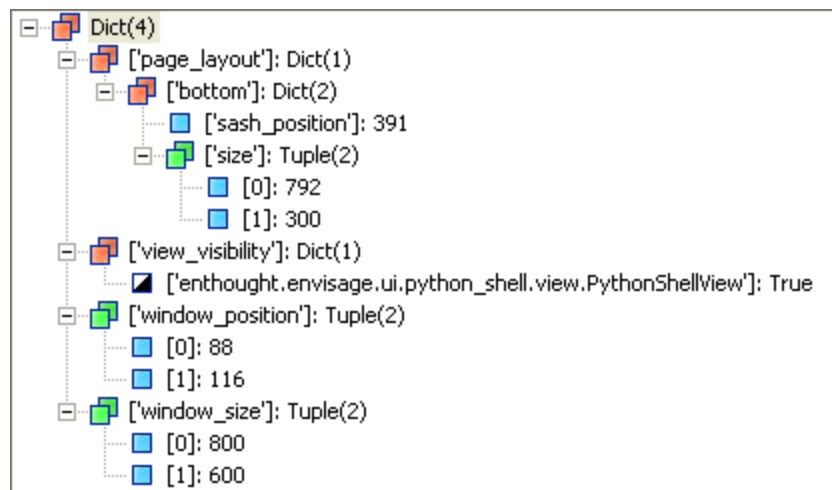 Dict(4)
['page_layout']: Dict(1)
['bottom']: Dict(2)
['sash_position']: 391
['size']: Tuple(2)
[0]: 792
[1]: 300
['view_visibility']: Dict(1)
['enthought.envisage.ui.python_shell.view.PythonShellView']: True
['window_position']: Tuple(2)
[0]: 88
[1]: 116
['window_size']: Tuple(2)
[0]: 800
[1]: 600